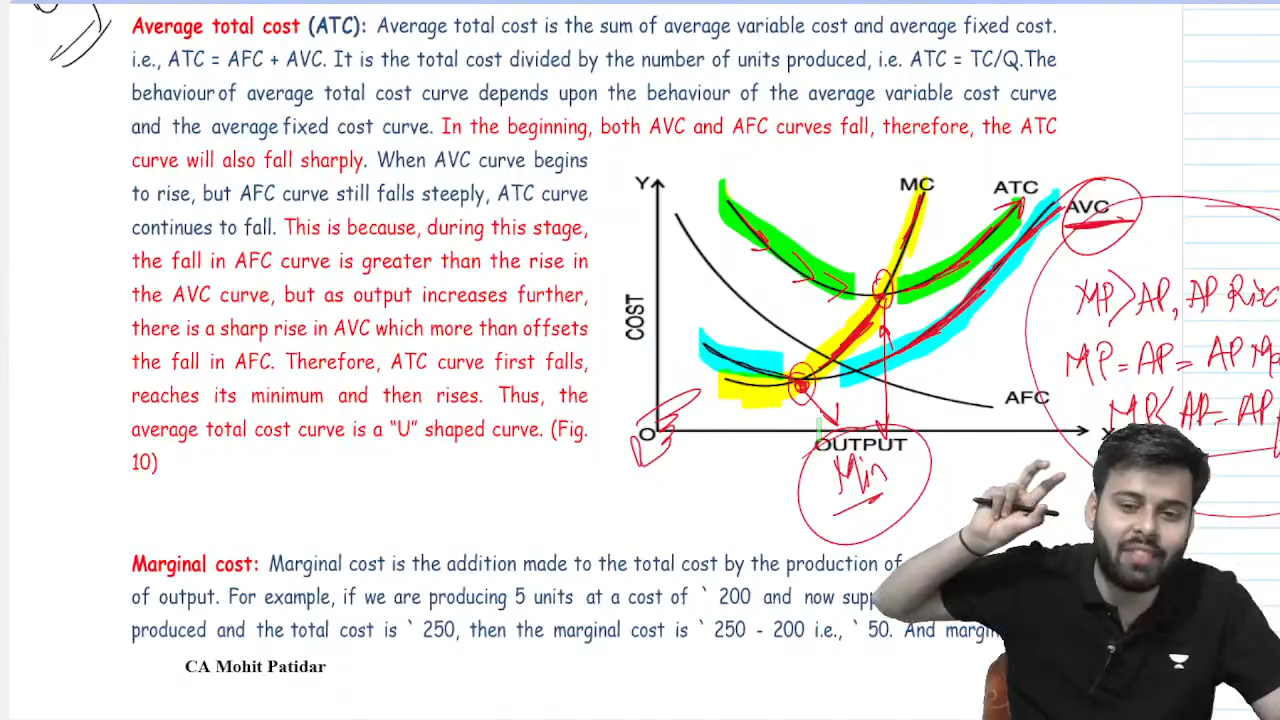 Average total cost (ATC): Average total cost is the sum of average variable cost and average fixed cost.
i.e., ATC = AFC + AVC. It is the total cost divided by the number of units produced, i.e. ATC = TC/Q.The
behaviour of average total cost curve depends upon the behaviour of the average variable cost curve
and the average fixed cost curve. In the beginning, both AVC and AFC curves fall, therefore, the ATC
curve will also fall sharply. When AVC curve begins
to rise, but AFC curve still falls steeply, ATC curve
continues to fall. This is because, during this stage,
the fall in AFC curve is greater than the rise in
the AVC curve, but as output increases further,
there is a sharp rise in AVC which more than offsets
the fall in AFC. Therefore, ATC curve first falls,
reaches its minimum and then rises. Thus, the
average total cost curve is a “U” shaped curve. (Fig.
10)
Y
MC
ATC
AVC
COST
AFC
O
OUTPUT
X
Min
MP > AP, AP Rise
MP = AP = AP
MP < AP = AP
Marginal cost: Marginal cost is the addition made to the total cost by the production of
of output. For example, if we are producing 5 units at a cost of ` 200 and now
produced and the total cost is ` 250, then the marginal cost is ` 250 - 200 i.e., ` 50. And
CA Mohit Patidar